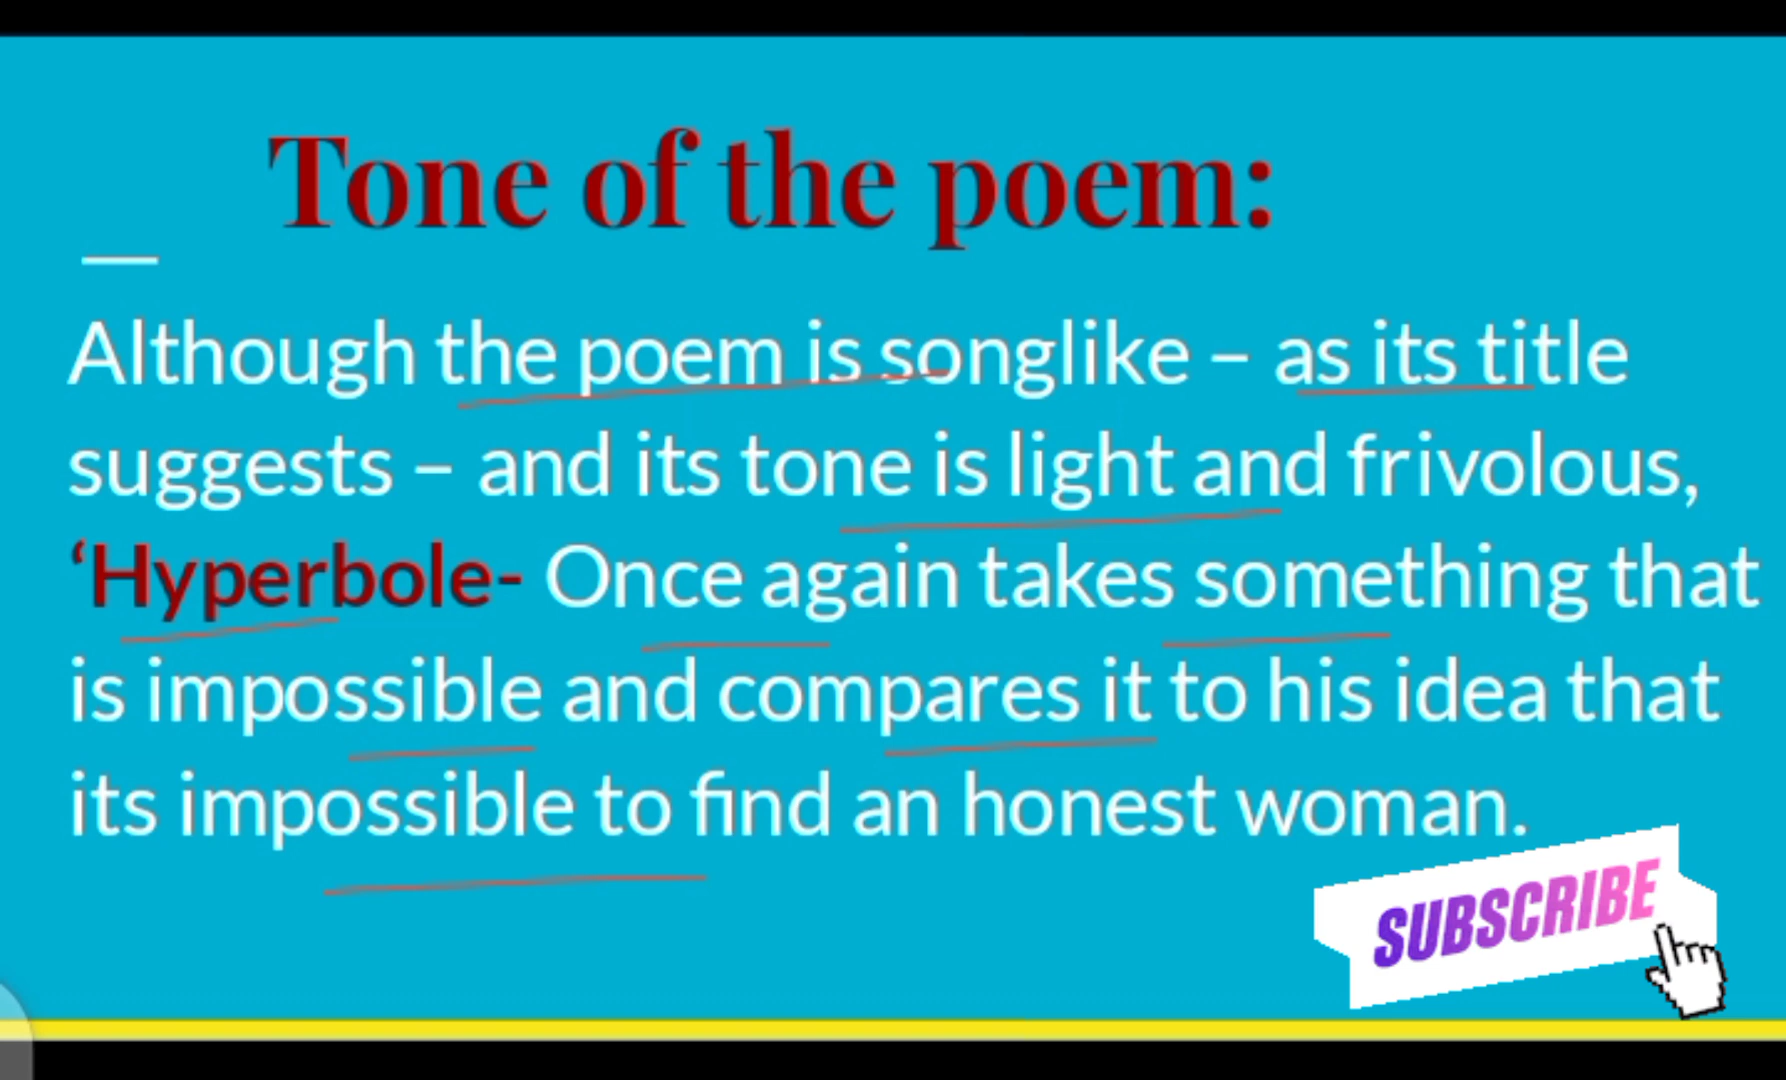 Tone of the poem:
Although the poem is songlike – as its title
suggests – and its tone is light and frivolous,
‘Hyperbole- Once again takes something that
is impossible and compares it to his idea that
its impossible to find an honest woman.
SUBSCRIBE